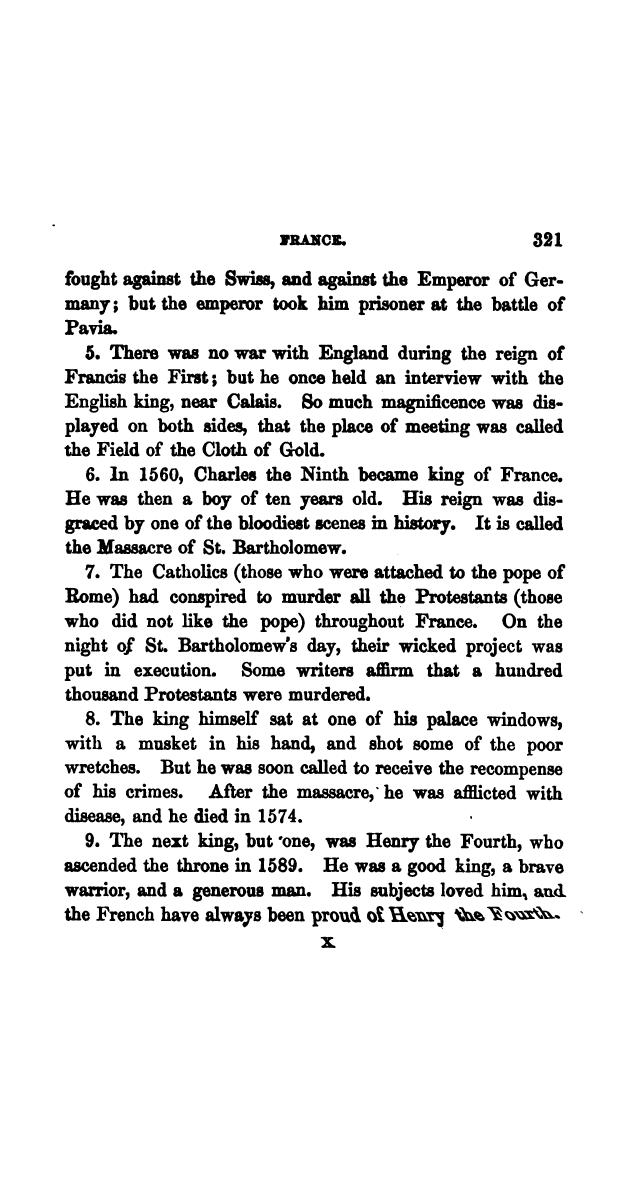 FRANCE. 321
fought against the Swiss, and against the Emperor of Ger-
many; but the emperor took him prisoner at the battle of
Pavia.
5. There was no war with England during the reign of
Francis the First; but he once held an interview with the
English king, near Calais. So much magnificence was dis-
played on both sides, that the place of meeting was called
the Field of the Cloth of Gold.
6. In 1560, Charles the Ninth became king of France.
He was then a boy of ten years old. His reign was dis-
graced by one of the bloodiest scenes in history. It is called
the Massacre of St. Bartholomew.
7. The Catholics (those who were attached to the pope of
Rome) had conspired to murder all the Protestants (those
who did not like the pope) throughout France. On the
night of St. Bartholomew's day, their wicked project was
put in execution. Some writers affirm that a hundred
thousand Protestants were murdered.
8. The king himself sat at one of his palace windows,
with a musket in his hand, and shot some of the poor
wretches. But he was soon called to receive the recompense
of his crimes. After the massacre, he was afflicted with
disease, and he died in 1574.
9. The next king, but one, was Henry the Fourth, who
ascended the throne in 1589. He was a good king, a brave
warrior, and a generous man. His subjects loved him, and
the French have always been proud of Henry the Fourth.
X